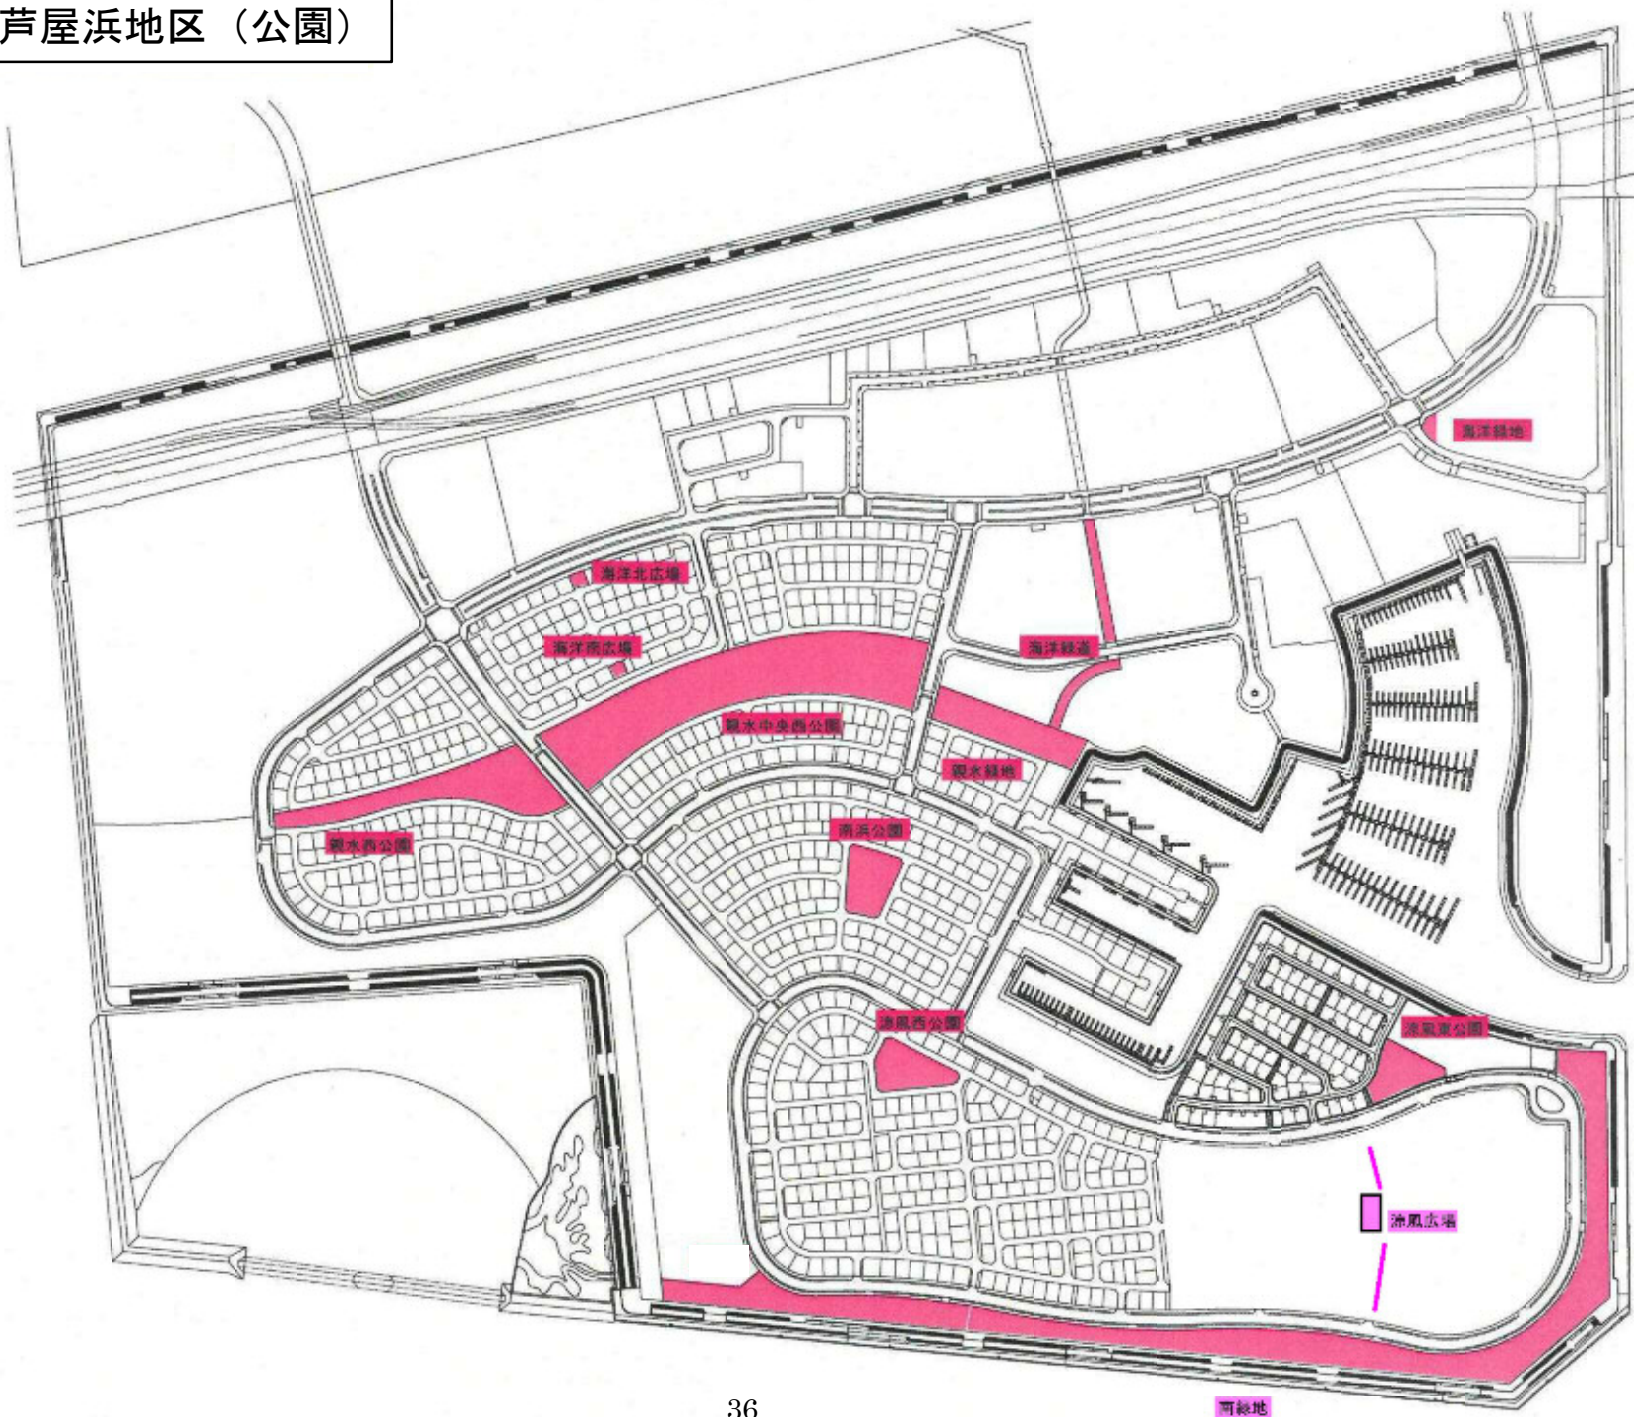 芦屋浜地区（公園）
海洋緑地
海洋北広場
海洋南広場
海洋緑道
親水中央西公園
親水緑地
南浜公園
親水西公園
涼風西公園
涼風東公園
涼風広場
36
南緑地